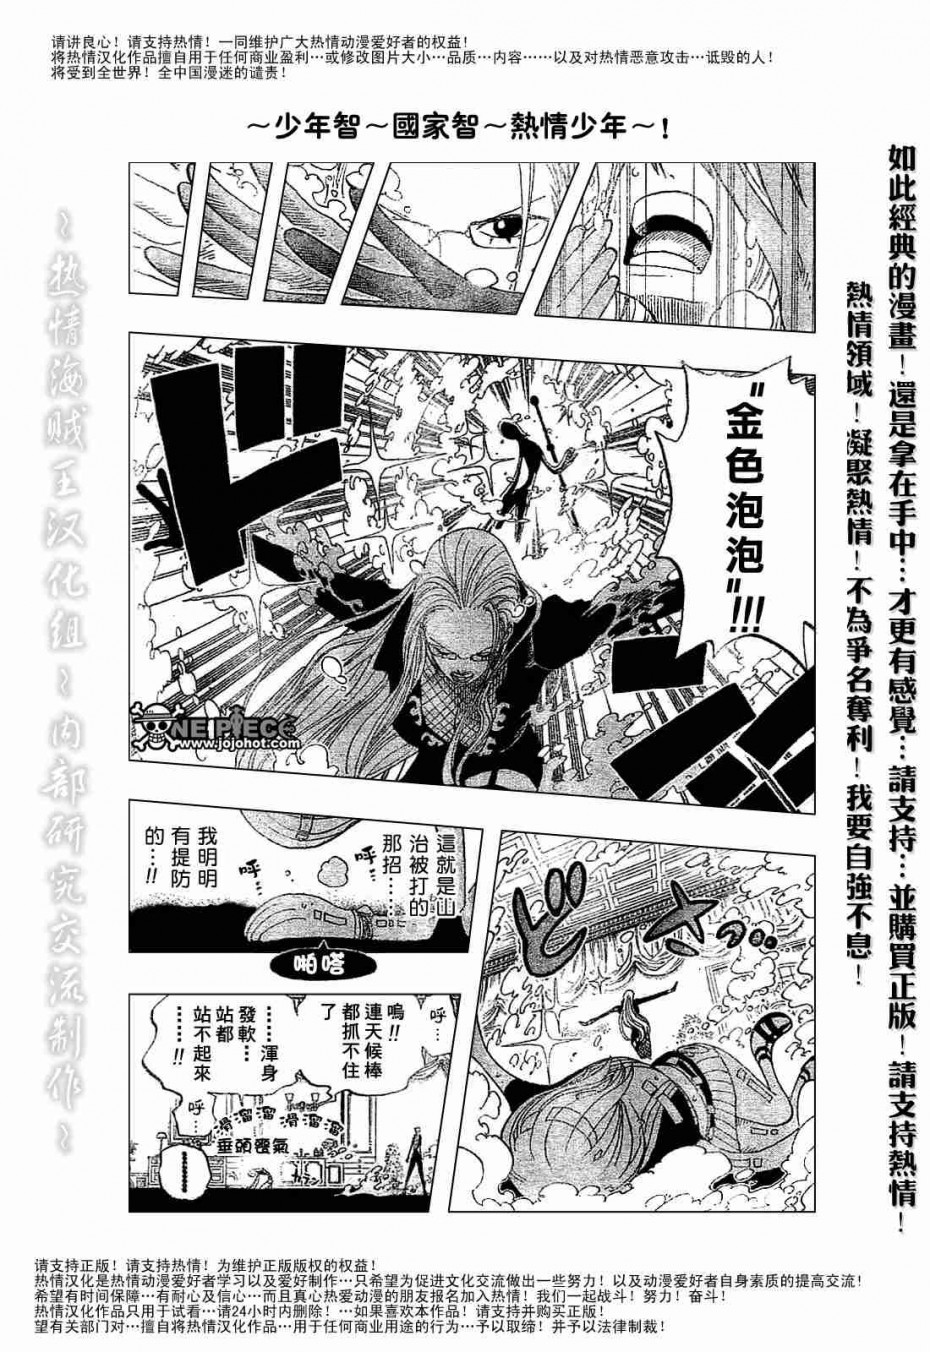 请讲良心！请支持热情！一同维护广大热情动漫爱好者的权益！
将热情汉化作品擅自用于任何商业盈利…或修改图片大小…品质…内容……以及对热情恶意攻击…诋毁的人！
将受到全世界！全中国漫迷的谴责！
～少年智～國家智～熱情少年～！
如此經典的漫畫！還是拿在手中…才更有感覺…請支持…並購買正版！請支持熱情！
熱情領域！凝聚熱情！不為爭名奪利！我要自強不息！
～热情海贼王汉化组～内部研究交流制作～
ドドド
"金色泡泡"!!!
ONE PIECE
www.jojohot.com
這就是山
治被打的
那招…
呼…
呼…
我明明
有提防
的…!!
啪嗒
ドッ
呼…
嗚!!
連天候棒
都抓不住
了
……渾身
發軟…
站都
站不起來
……!!
呼…
滑溜溜 滑溜溜
垂頭喪氣
请支持正版！请支持热情！为维护正版版权的权益！
热情汉化是热情动漫爱好者学习以及爱好制作…只希望为促进文化交流做出一些努力！以及动漫爱好者自身素质的提高交流！
希望有时间保障…有耐心及信心…而且真心热爱动漫的朋友报名加入热情！我们一起战斗！努力！奋斗！
热情汉化作品只用于试看…请24小时内删除！…如果喜欢本作品！请支持并购买正版！
望有关部门对…擅自将热情汉化作品…用于任何商业用途的行为…予以取缔！并予以法律制裁！